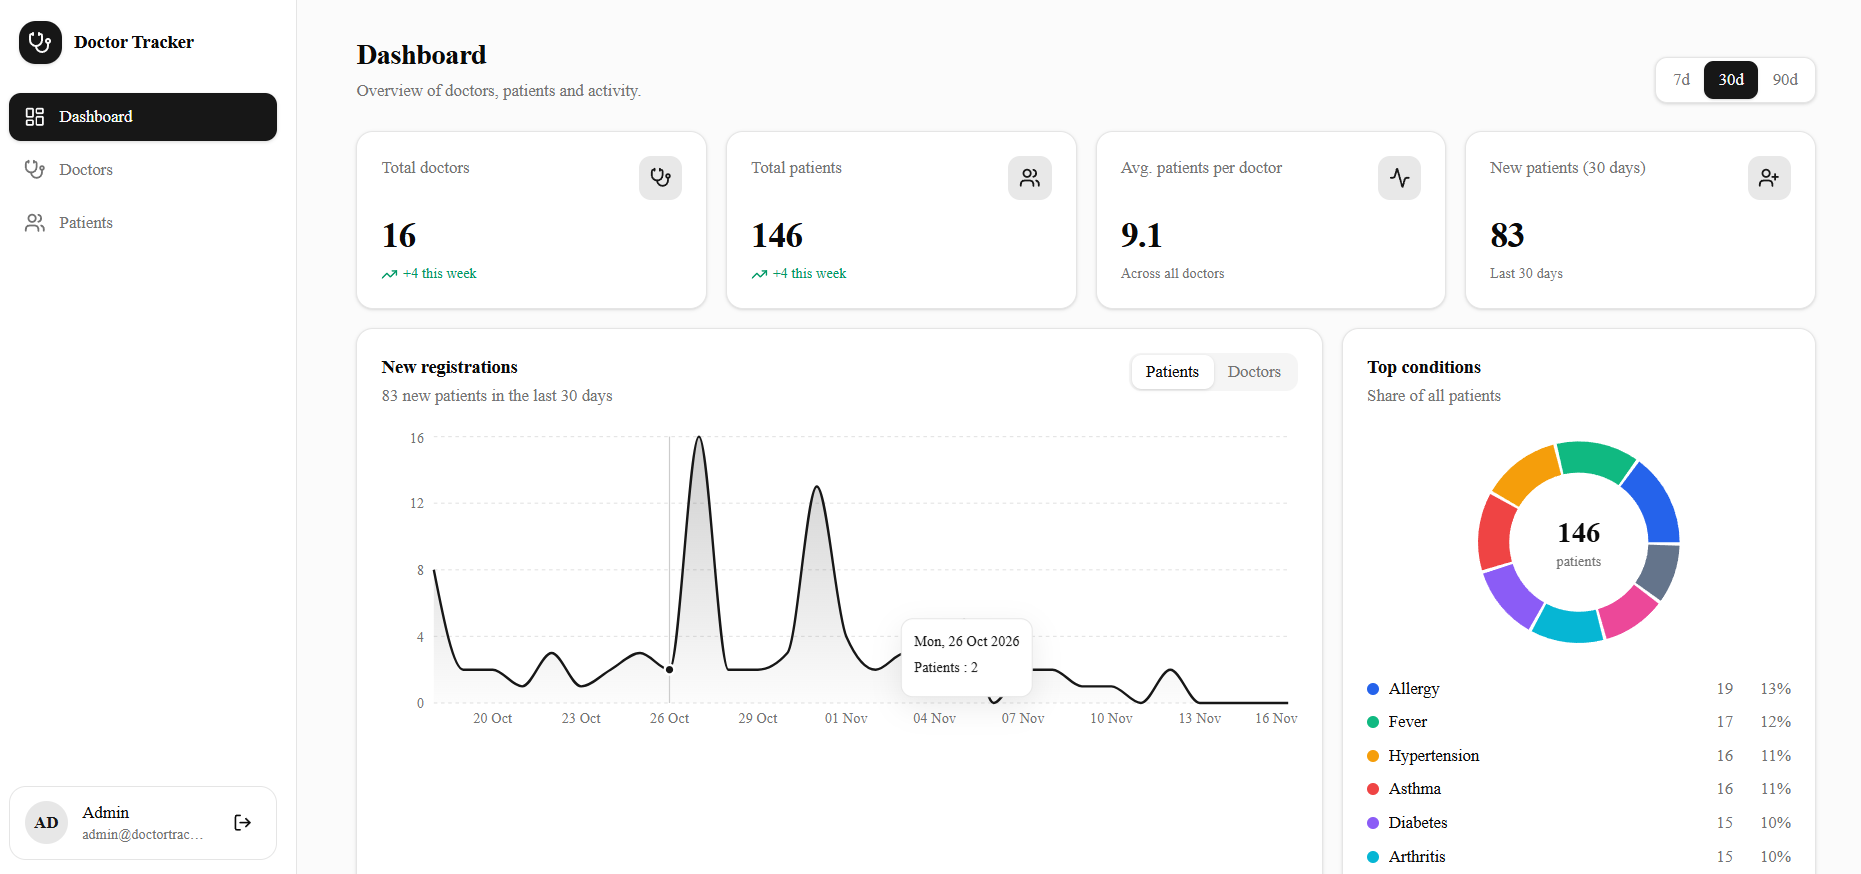 Doctor Tracker
Dashboard
Doctors
Patients
AD
Admin
admin@doctortrac...
Dashboard
Overview of doctors, patients and activity.
7d 30d 90d
Total doctors
16
+4 this week
Total patients
146
+4 this week
Avg. patients per doctor
9.1
Across all doctors
New patients (30 days)
83
Last 30 days
New registrations
83 new patients in the last 30 days
Patients Doctors
16
12
8
4
0
20 Oct 23 Oct 26 Oct 29 Oct 01 Nov 04 Nov 07 Nov 10 Nov 13 Nov 16 Nov
Mon, 26 Oct 2026
Patients : 2
Top conditions
Share of all patients
146
patients
Allergy 19 13%
Fever 17 12%
Hypertension 16 11%
Asthma 16 11%
Diabetes 15 10%
Arthritis 15 10%